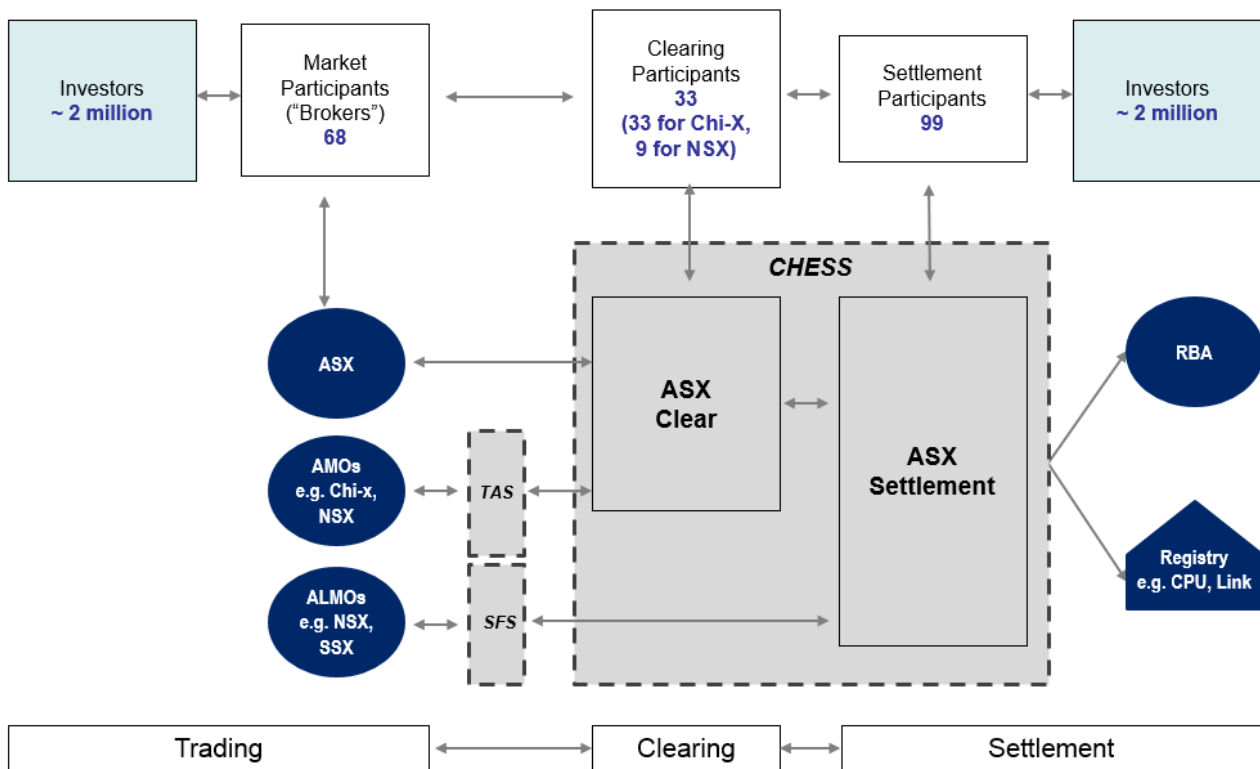 Investors
~ 2 million
Market
Participants
(“Brokers”)
68
Clearing
Participants
33
(33 for Chi-X,
9 for NSX)
Settlement
Participants
99
Investors
~ 2 million
CHESS
ASX
ASX
Clear
ASX
Settlement
RBA
AMOs
e.g. Chi-x,
NSX
TAS
Registry
e.g. CPU, Link
ALMOs
e.g. NSX,
SSX
SFS
Trading
Clearing
Settlement